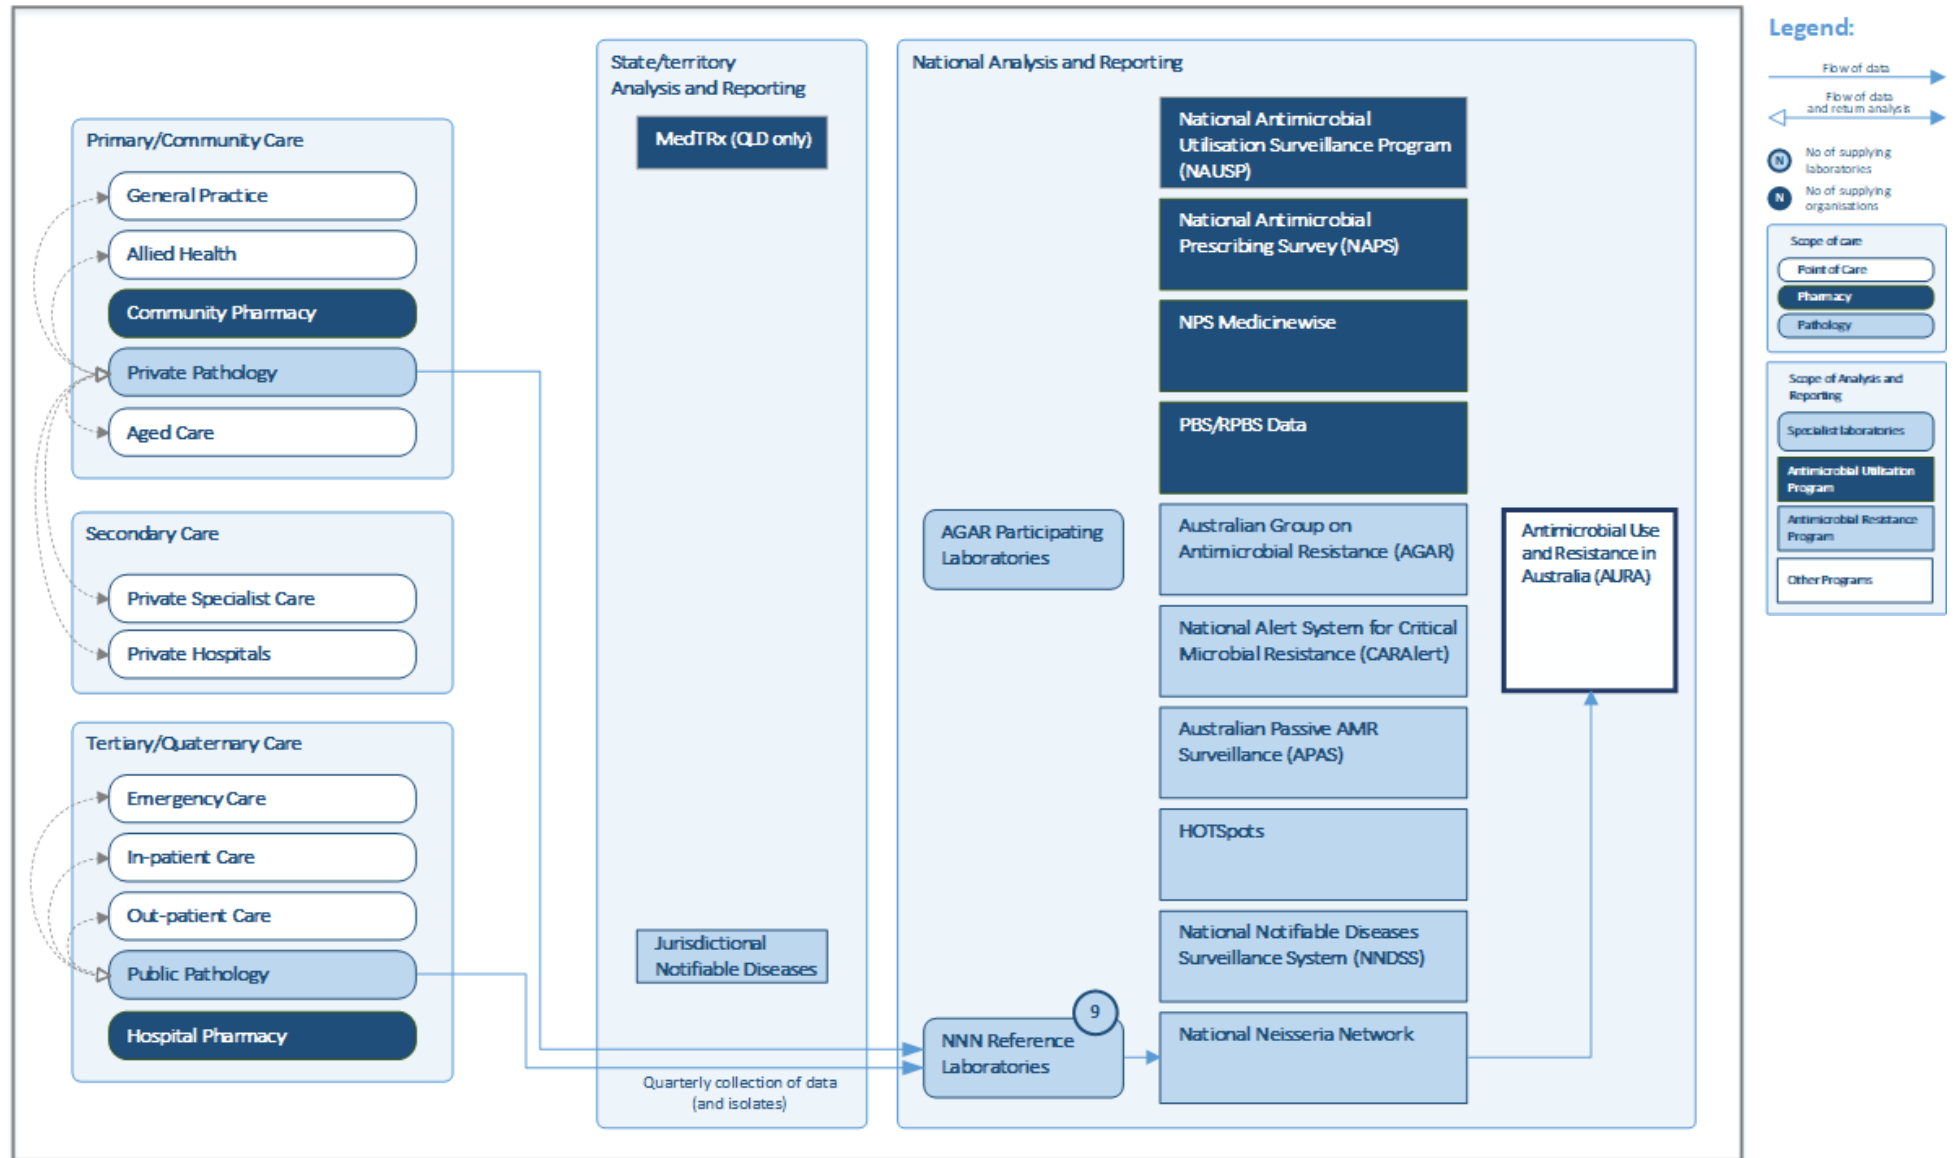 Primary/Community Care
General Practice
Allied Health
Community Pharmacy
Private Pathology
Aged Care
Secondary Care
Private Specialist Care
Private Hospitals
Tertiary/Quaternary Care
Emergency Care
In-patient Care
Out-patient Care
Public Pathology
Hospital Pharmacy
State/territory
Analysis and Reporting
MedTRx (QLD only)
Jurisdictional
Notifiable Diseases
Quarterly collection of data
(and isolates)
National Analysis and Reporting
National Antimicrobial
Utilisation Surveillance Program
(NAUSP)
National Antimicrobial
Prescribing Survey (NAPS)
NPS Medicinewise
PBS/RPBS Data
AGAR Participating
Laboratories
Australian Group on
Antimicrobial Resistance (AGAR)
National Alert System for Critical
Microbial Resistance (CARAlert)
Australian Passive AMR
Surveillance (APAS)
HOTSpots
National Notifiable Diseases
Surveillance System (NNDSS)
9
NNN Reference
Laboratories
National Neisseria Network
Antimicrobial Use
and Resistance in
Australia (AURA)
Legend:
Flow of data
Flow of data
and return analysis
N
No of supplying
laboratories
N
No of supplying
organisations
Scope of care
Point of Care
Pharmacy
Pathology
Scope of Analysis and
Reporting
Specialist laboratories
Antimicrobial Utilisation
Program
Antimicrobial Resistance
Program
Other Programs